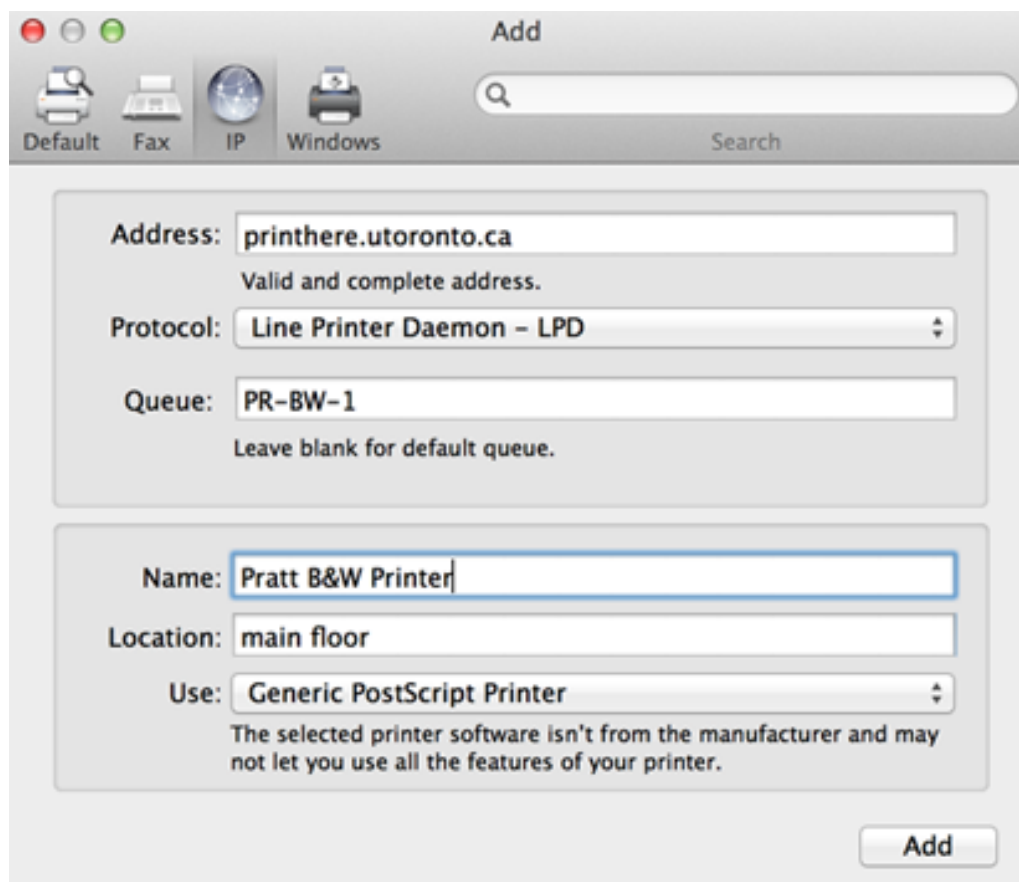 Add
Default Fax IP Windows Search
Address: printhere.utoronto.ca
Valid and complete address.
Protocol: Line Printer Daemon – LPD
Queue: PR-BW-1
Leave blank for default queue.
Name: Pratt B&W Printer
Location: main floor
Use: Generic PostScript Printer
The selected printer software isn't from the manufacturer and may
not let you use all the features of your printer.
Add